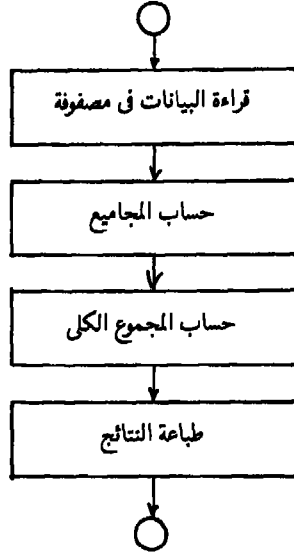 قراءة البيانات فى مصفوفة
حساب المجاميع
حساب المجموع الكلى
طباعة النتائج